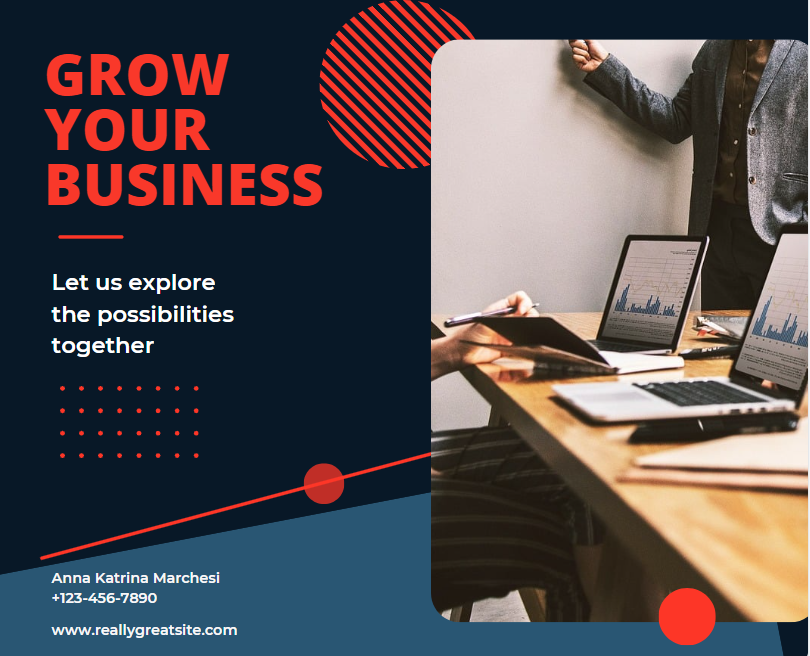 GROW
YOUR
BUSINESS
Let us explore
the possibilities
together
Anna Katrina Marchesi
+123-456-7890
www.reallygreatsite.com